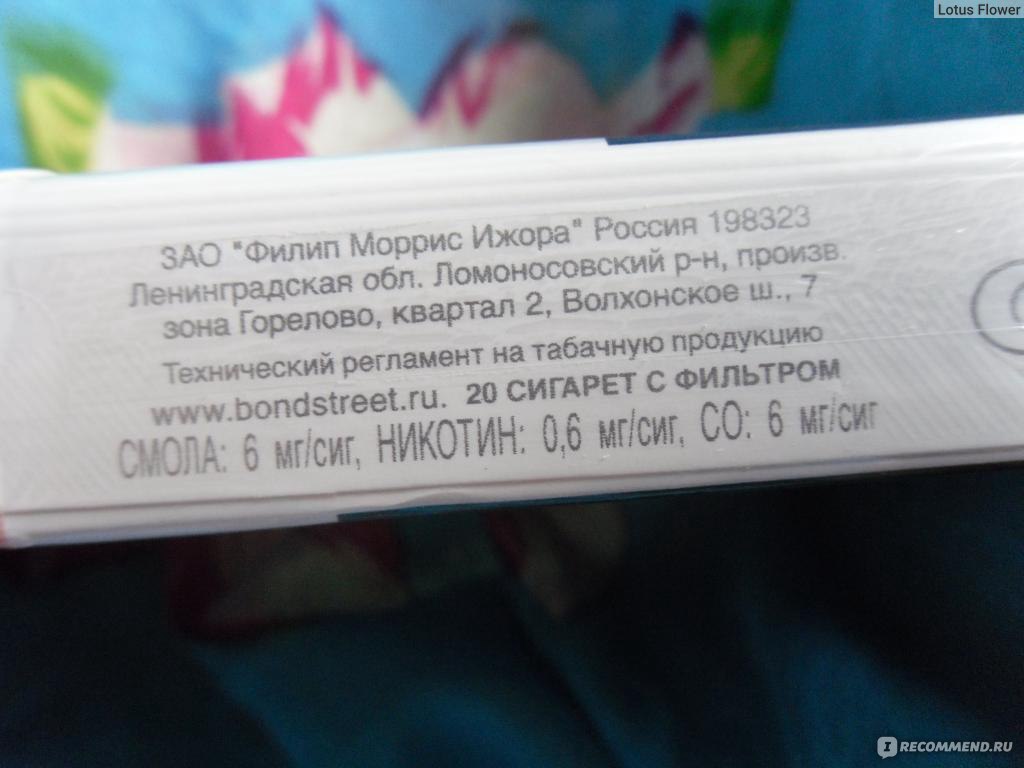 Lotus Flower
ЗАО "Филип Моррис Ижора" Россия 198323
Ленинградская обл. Ломоносовский р-н, произв.
зона Горелово, квартал 2, Волхонское ш., 7
Технический регламент на табачную продукцию
www.bondstreet.ru. 20 СИГАРЕТ С ФИЛЬТРОМ
СМОЛА: 6 мг/сиг, НИКОТИН: 0,6 мг/сиг, СО: 6 мг/сиг
IRECOMMEND.RU